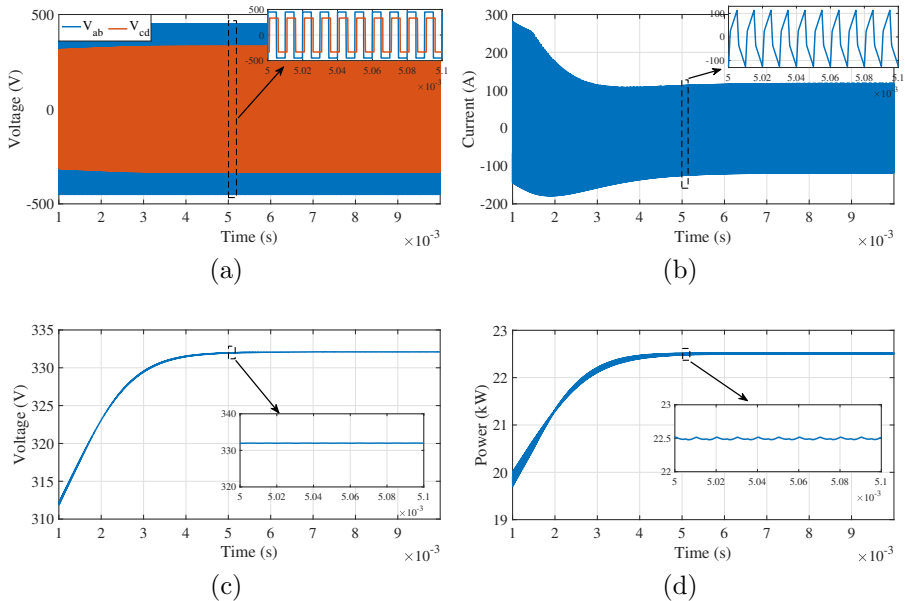 V_ab V_cd
500
0
-500
Voltage (V)
1 2 3 4 5 6 7 8 9
Time (s)
×10^-3
500
0
-500
5 5.02 5.04 5.06 5.08 5.1
×10^-3
(a)
300
200
100
0
-100
-200
Current (A)
1 2 3 4 5 6 7 8 9
Time (s)
×10^-3
100
0
-100
5 5.02 5.04 5.06 5.08 5.1
×10^-3
(b)
335
330
325
320
315
310
Voltage (V)
1 2 3 4 5 6 7 8 9
Time (s)
×10^-3
340
330
320
5 5.02 5.04 5.06 5.08 5.1
×10^-3
(c)
23
22
21
20
19
Power (kW)
1 2 3 4 5 6 7 8 9
Time (s)
×10^-3
23
22.5
22
5 5.02 5.04 5.06 5.08 5.1
×10^-3
(d)